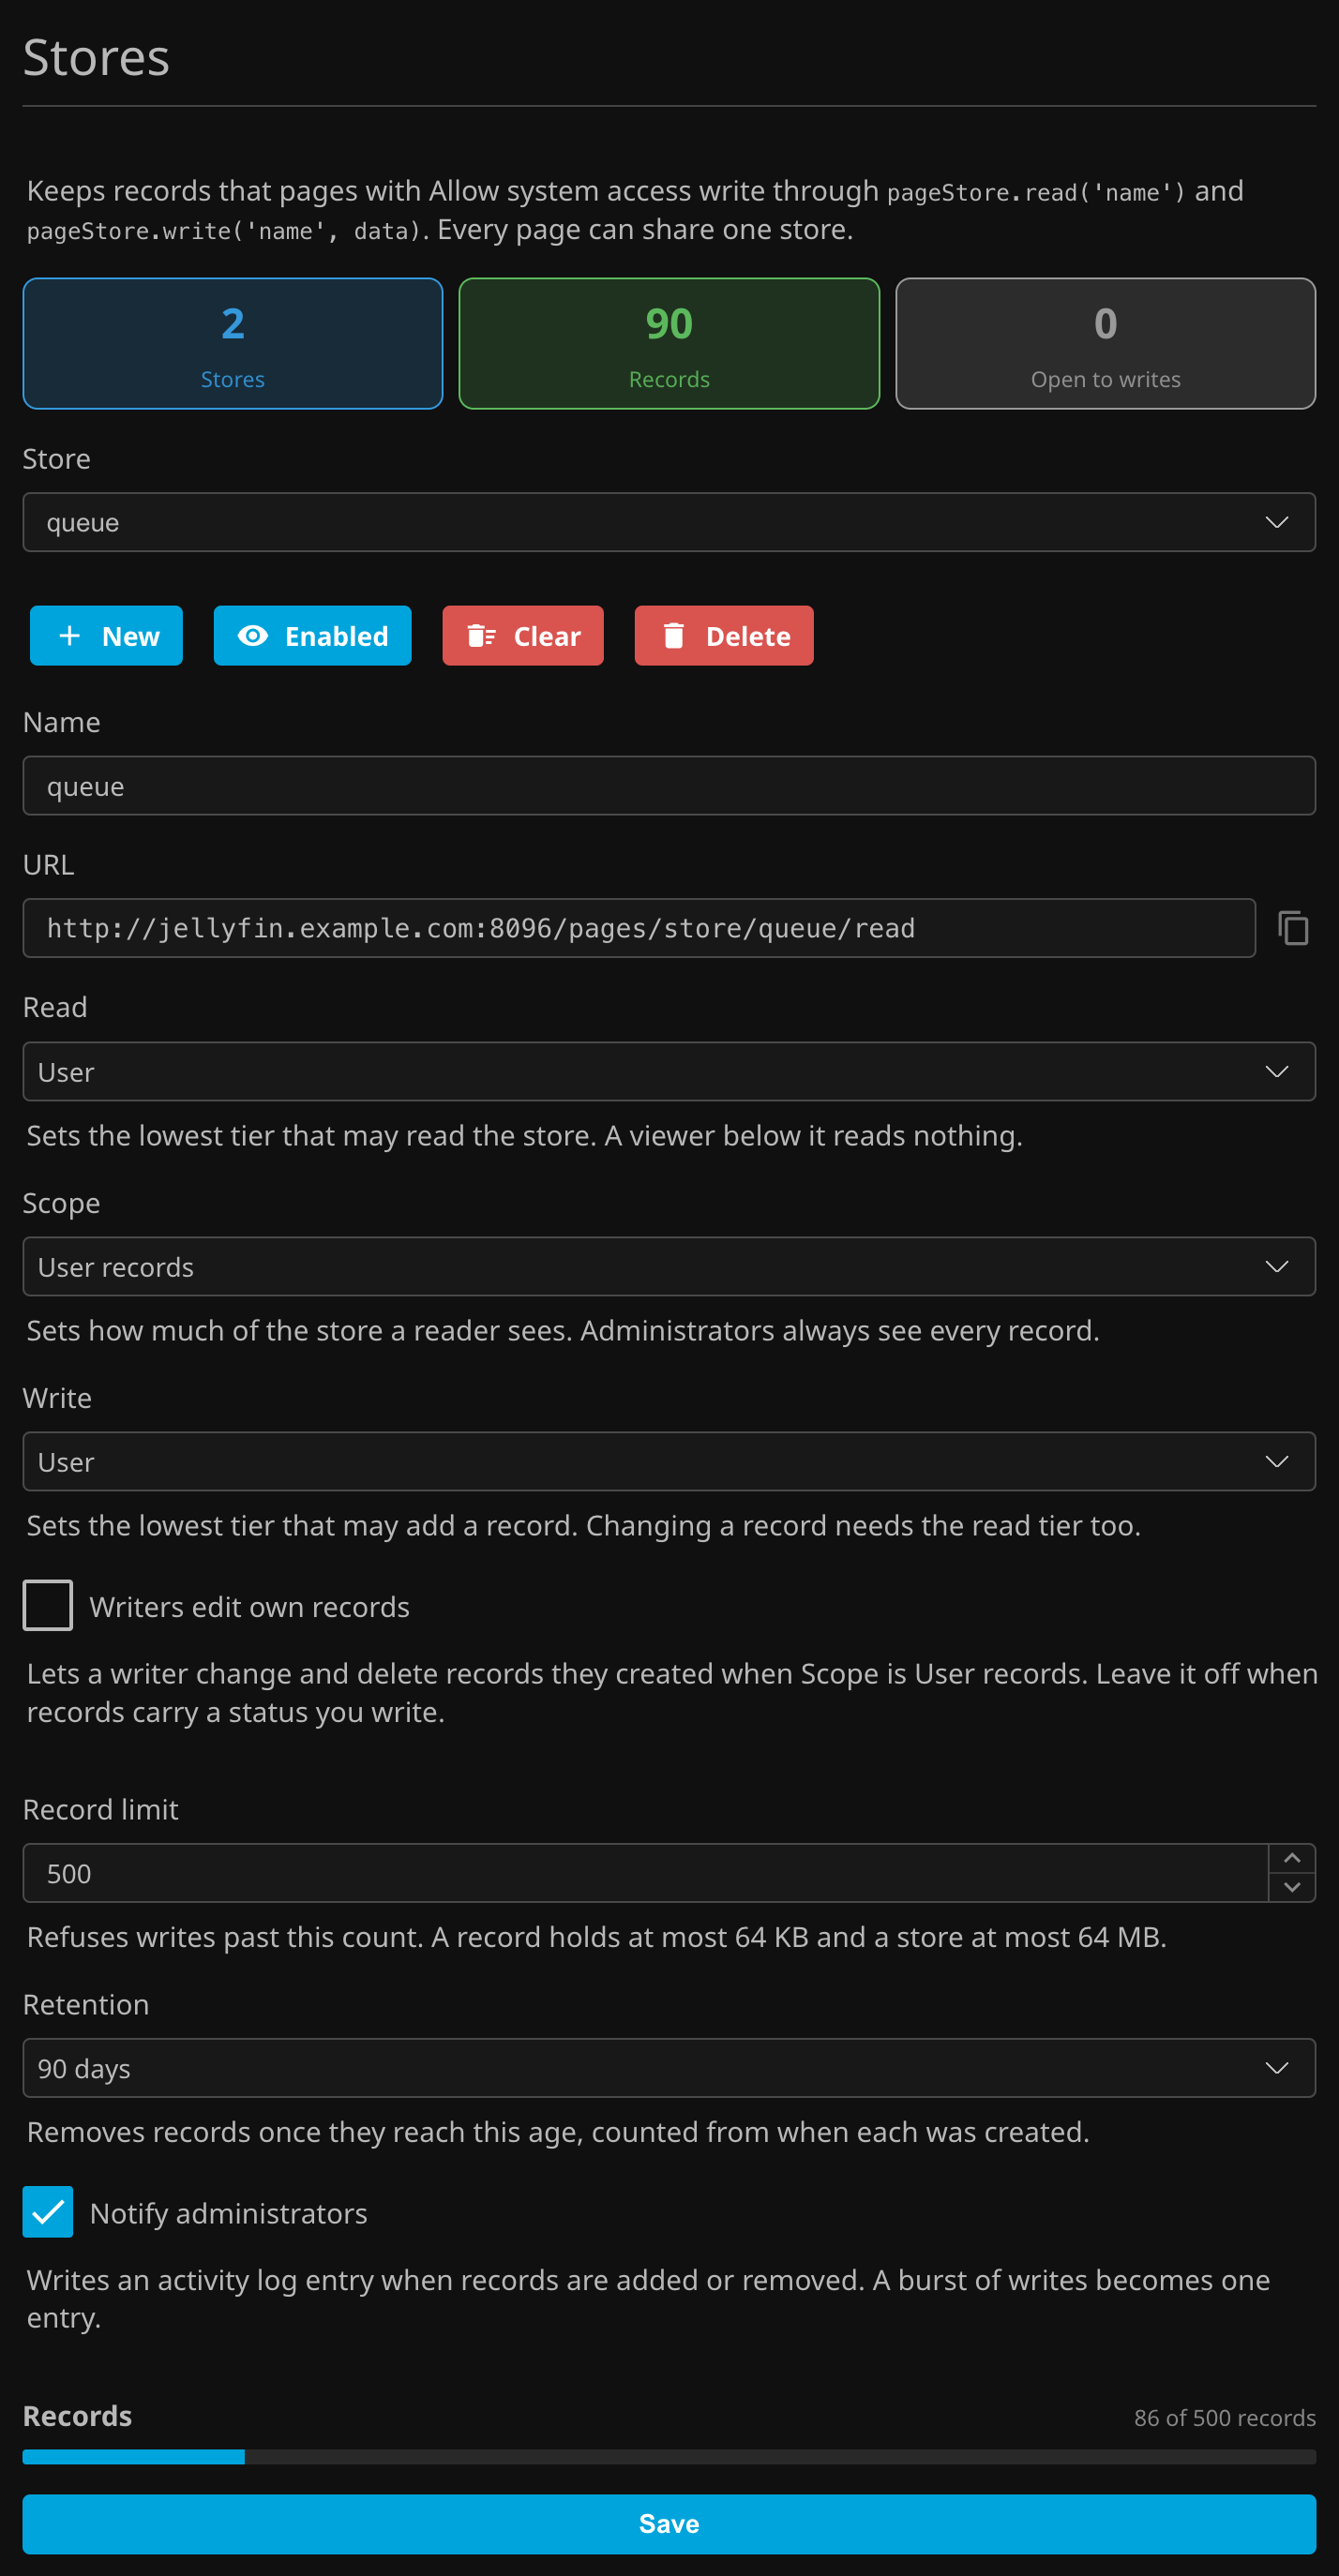 Stores
Keeps records that pages with Allow system access write through pageStore.read('name') and
pageStore.write('name', data). Every page can share one store.
2
Stores
90
Records
0
Open to writes
Store
queue
New
Enabled
Clear
Delete
Name
queue
URL
http://jellyfin.example.com:8096/pages/store/queue/read
Read
User
Sets the lowest tier that may read the store. A viewer below it reads nothing.
Scope
User records
Sets how much of the store a reader sees. Administrators always see every record.
Write
User
Sets the lowest tier that may add a record. Changing a record needs the read tier too.
Writers edit own records
Lets a writer change and delete records they created when Scope is User records. Leave it off when
records carry a status you write.
Record limit
500
Refuses writes past this count. A record holds at most 64 KB and a store at most 64 MB.
Retention
90 days
Removes records once they reach this age, counted from when each was created.
Notify administrators
Writes an activity log entry when records are added or removed. A burst of writes becomes one
entry.
Records
86 of 500 records
Save